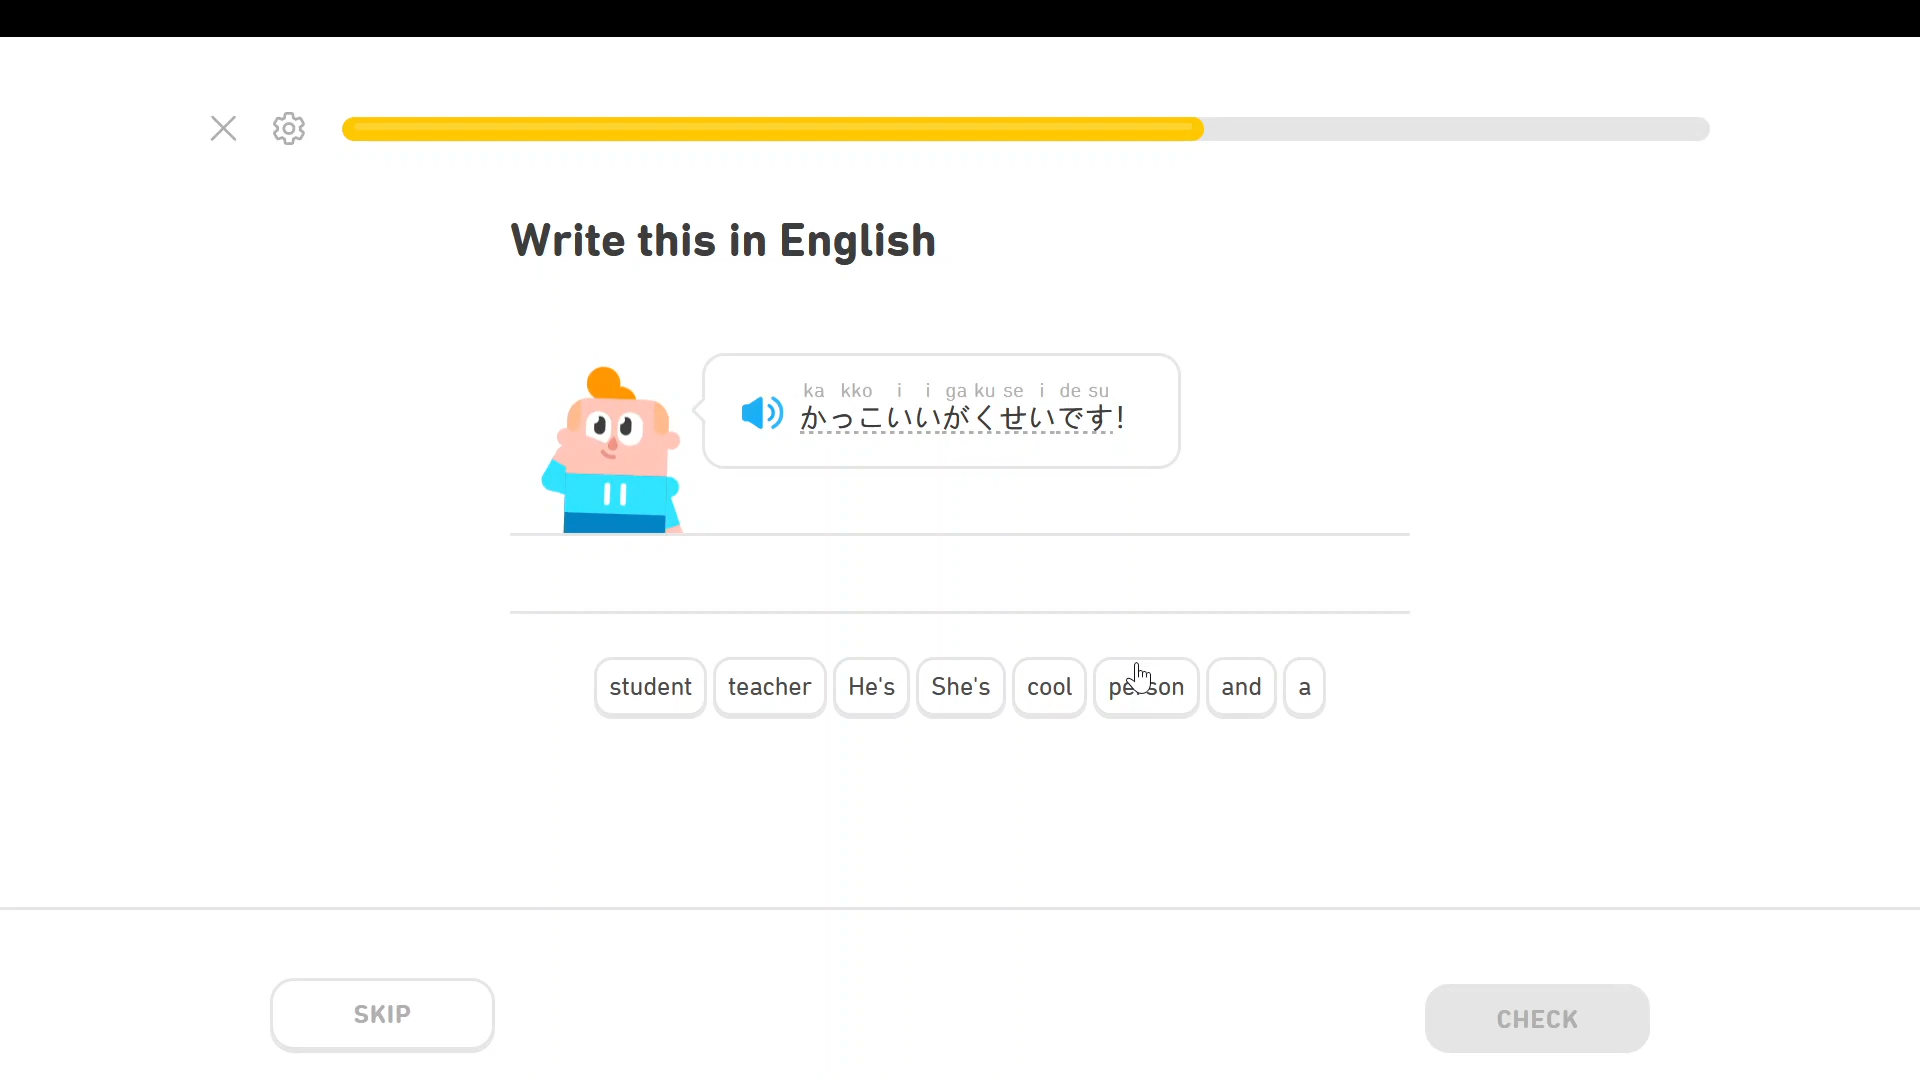 Write this in English
ka kko i i ga ku se i de su
かっこいいがくせいです!
student teacher He's She's cool person and a
SKIP
CHECK